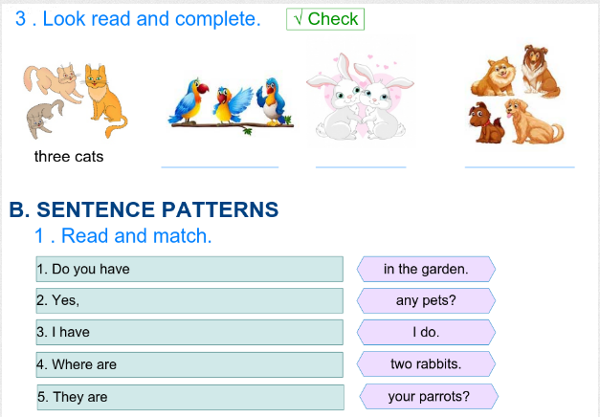 3 . Look read and complete. √ Check
three cats
B. SENTENCE PATTERNS
1 . Read and match.
1. Do you have in the garden.
2. Yes, any pets?
3. I have I do.
4. Where are two rabbits.
5. They are your parrots?